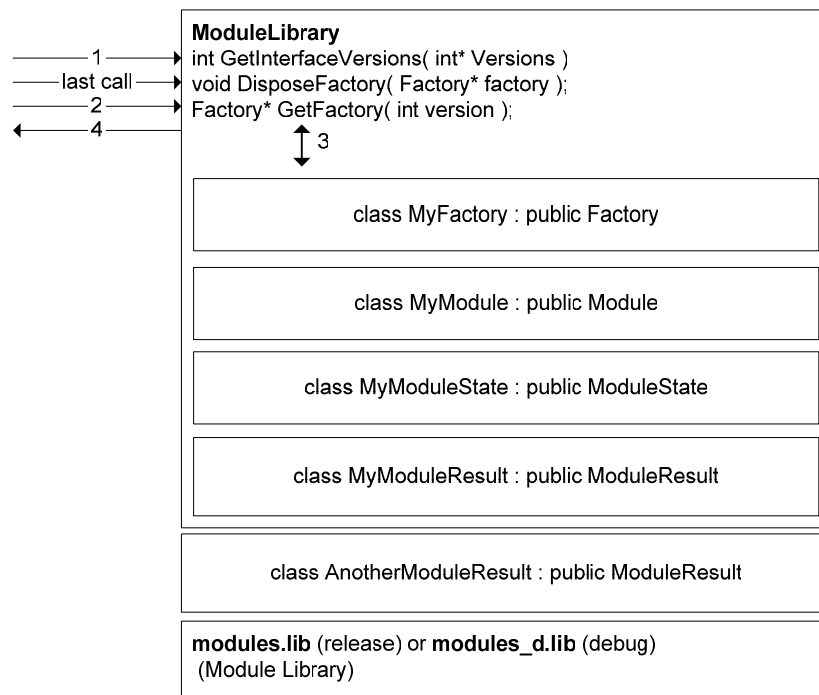 ModuleLibrary
1
int GetInterfaceVersions( int* Versions )
last call
void DisposeFactory( Factory* factory );
2
Factory* GetFactory( int version );
4
3
class MyFactory : public Factory
class MyModule : public Module
class MyModuleState : public ModuleState
class MyModuleResult : public ModuleResult
class AnotherModuleResult : public ModuleResult
modules.lib (release) or modules_d.lib (debug)
(Module Library)